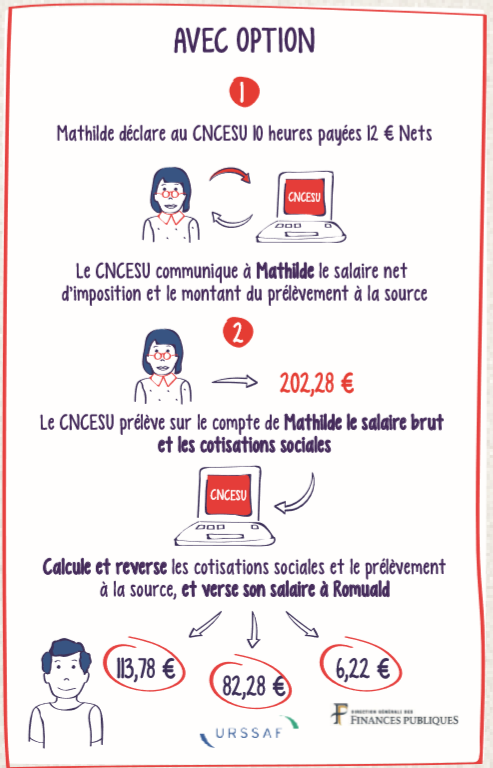 AVEC OPTION
1
Mathilde déclare au CNCESU 10 heures payées 12 € Nets
CNCESU
Le CNCESU communique à Mathilde le salaire net
d'imposition et le montant du prélèvement à la source
2
202,28 €
Le CNCESU prélève sur le compte de Mathilde le salaire brut
et les cotisations sociales
CNCESU
Calcule et reverse les cotisations sociales et le prélèvement
à la source, et verse son salaire à Romuald
113,78 €
82,28 €
6,22 €
URSSAF
DIRECTION GÉNÉRALE DES
FINANCES PUBLIQUES